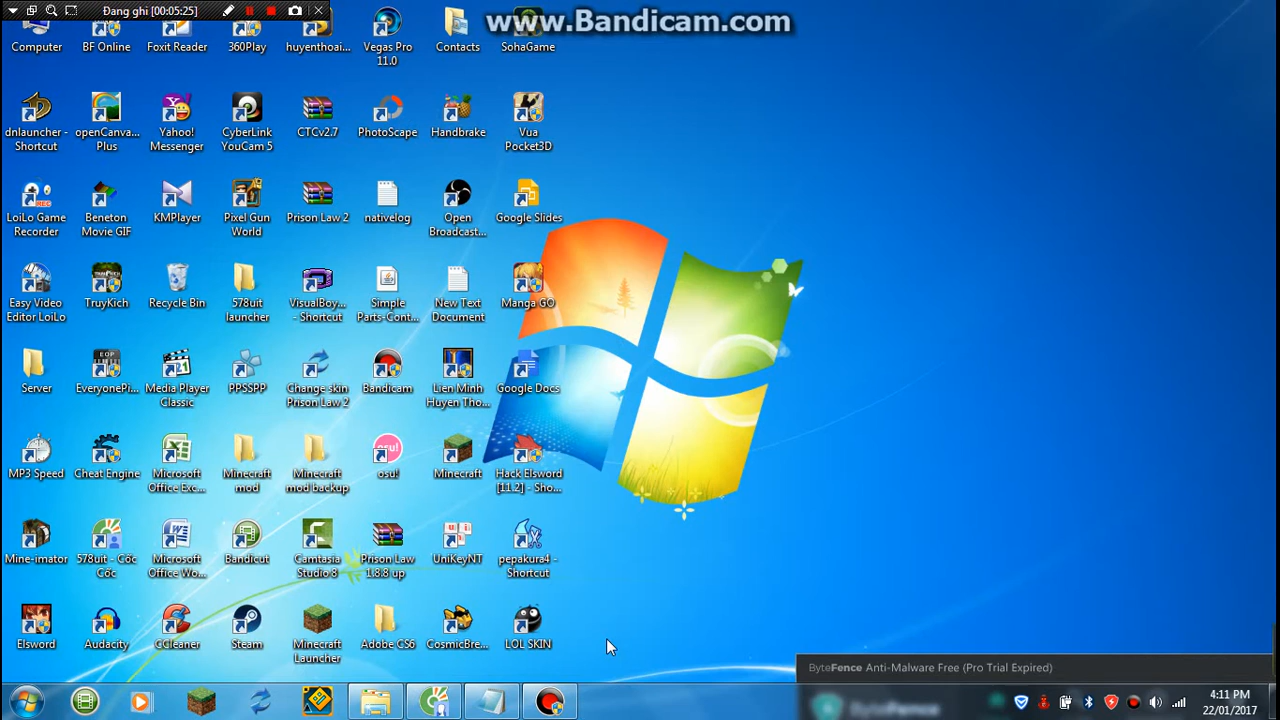 Đang ghi [00:05:25]
www.Bandicam.com
Computer
BF Online
Foxit Reader
360Play
huyenthoai...
Vegas Pro
11.0
Contacts
SohaGame
dnlauncher -
Shortcut
openCanva...
Plus
Yahoo!
Messenger
CyberLink
YouCam 5
CTCv2.7
PhotoScape
Handbrake
Vua
Pocket3D
LoiLo Game
Recorder
Beneton
Movie GIF
KMPlayer
Pixel Gun
World
Prison Law 2
nativelog
Open
Broadcast...
Google Slides
Easy Video
Editor LoiLo
TruyKich
Recycle Bin
578uit
launcher
VisualBoy...
- Shortcut
Simple
Parts-Cont...
New Text
Document
Manga GO
Server
EveryonePi...
Media Player
Classic
PPSSPP
Change skin
Prison Law 2
Bandicam
Lien Minh
Huyen Tho...
Google Docs
MP3 Speed
Cheat Engine
Microsoft
Office Exc...
Minecraft
mod
Minecraft
mod backup
osu!
Minecraft
Hack Elsword
[11.2] - Sho...
Mine-imator
578uit - Cốc
Cốc
Microsoft
Office Wo...
Bandicut
Camtasia
Studio 8
Prison Law
1.8.8 up
UniKeyNT
pepakura4 -
Shortcut
Elsword
Audacity
CCleaner
Steam
Minecraft
Launcher
Adobe CS6
CosmicBre...
LOL SKIN
ByteFence Anti-Malware Free (Pro Trial Expired)
4:11 PM
22/01/2017